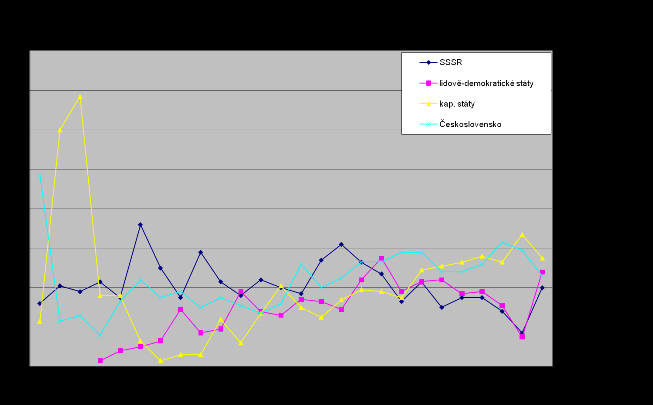 SSSR
lidově-demokratické státy
kap. státy
Československo